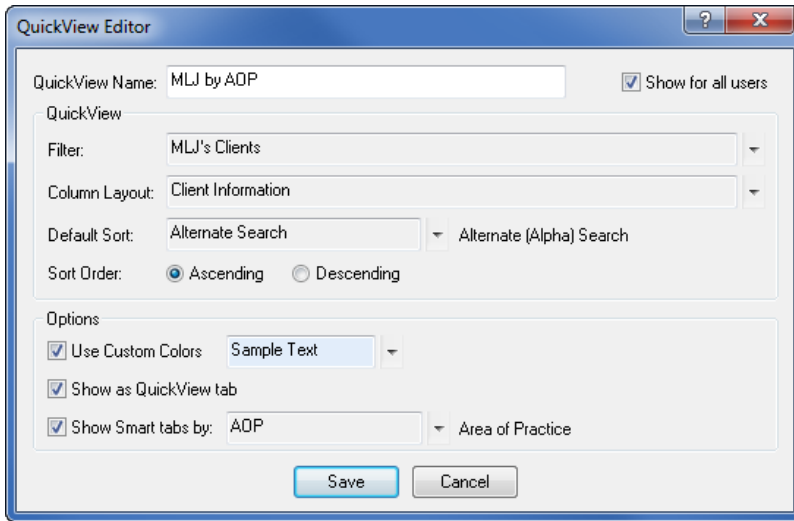 QuickView Editor
?
X
QuickView Name: MLJ by AOP Show for all users
QuickView
Filter: MLJ's Clients
Column Layout: Client Information
Default Sort: Alternate Search Alternate (Alpha) Search
Sort Order: Ascending Descending
Options
Use Custom Colors Sample Text
Show as QuickView tab
Show Smart tabs by: AOP Area of Practice
Save Cancel